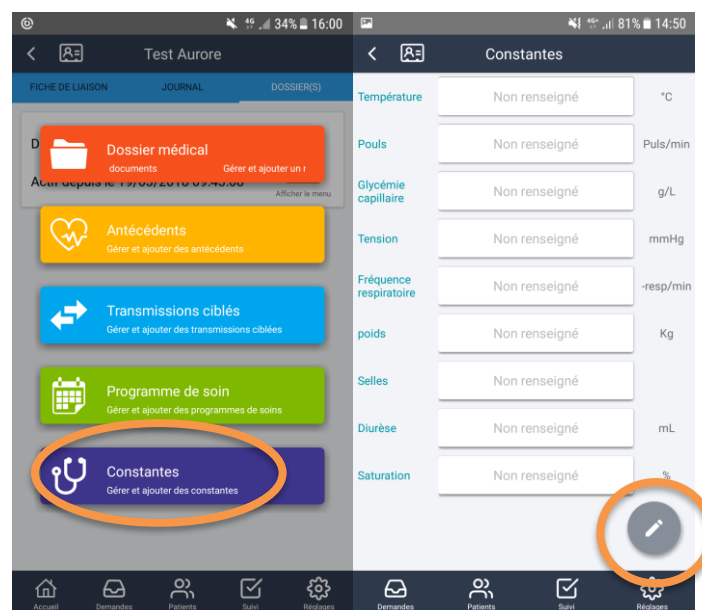 34% 16:00
Test Aurore
FICHE DE LIAISON JOURNAL DOSSIER(S)
D
Dossier médical
documents Gérer et ajouter un r
Actif depuis le 19/03/2018 09:43:00
Afficher le menu
Antécédents
Gérer et ajouter des antécédents
Transmissions ciblés
Gérer et ajouter des transmissions ciblées
Programme de soin
Gérer et ajouter des programmes de soins
Constantes
Gérer et ajouter des constantes
Accueil Demandes Patients Suivi Réglages
81% 14:50
Constantes
Température Non renseigné °C
Pouls Non renseigné Puls/min
Glycémie
capillaire Non renseigné g/L
Tension Non renseigné mmHg
Fréquence
respiratoire Non renseigné -resp/min
poids Non renseigné Kg
Selles Non renseigné
Diurèse Non renseigné mL
Saturation Non renseigné %
Demandes Patients Suivi Réglages